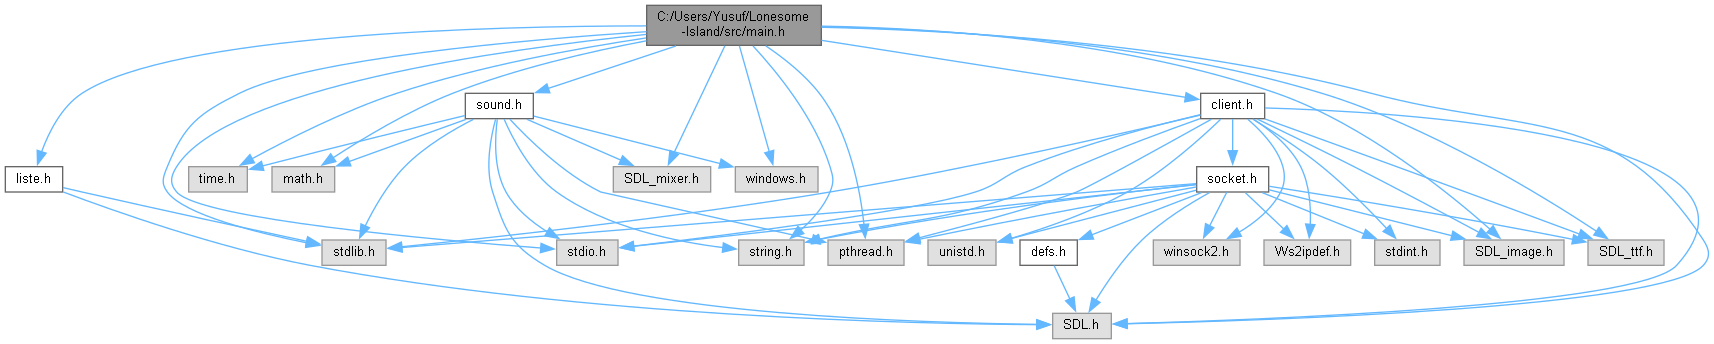 C:/Users/Yusuf/Lonesome
-Island/src/main.h
sound.h
client.h
liste.h
time.h
math.h
SDL_mixer.h
windows.h
socket.h
stdlib.h
stdio.h
string.h
pthread.h
unistd.h
defs.h
winsock2.h
Ws2ipdef.h
stdint.h
SDL_image.h
SDL_ttf.h
SDL.h